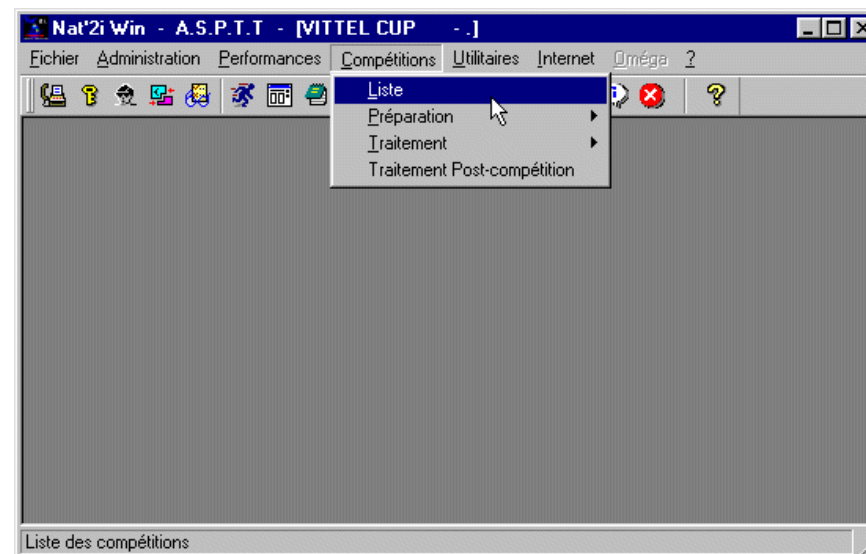 Nat'2i Win - A.S.P.T.T - [VITTEL CUP - .]
Fichier Administration Performances Compétitions Utilitaires Internet Oméga ?
Liste
Préparation
Traitement
Traitement Post-compétition
Liste des compétitions